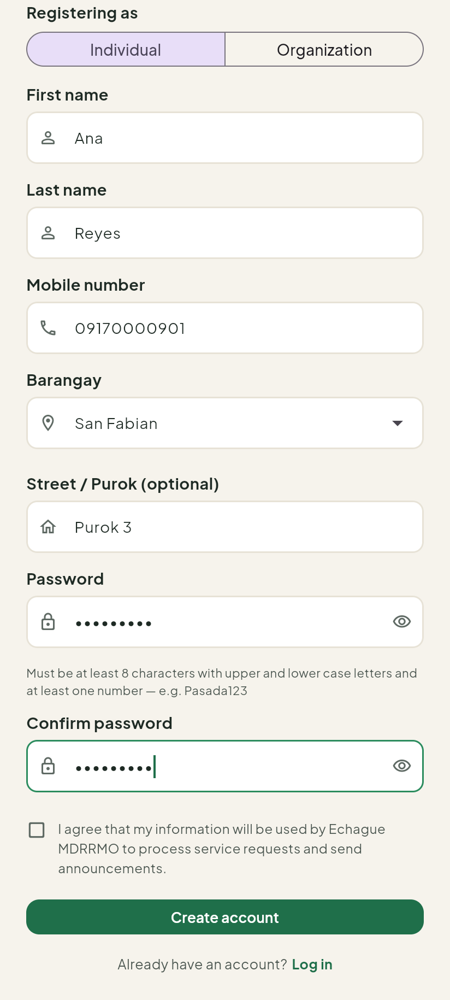 Registering as
Individual
Organization
First name
Ana
Last name
Reyes
Mobile number
09170000901
Barangay
San Fabian
Street / Purok (optional)
Purok 3
Password
•••••••••
Must be at least 8 characters with upper and lower case letters and
at least one number — e.g. Pasada123
Confirm password
•••••••••
I agree that my information will be used by Echague
MDRRMO to process service requests and send
announcements.
Create account
Already have an account? Log in